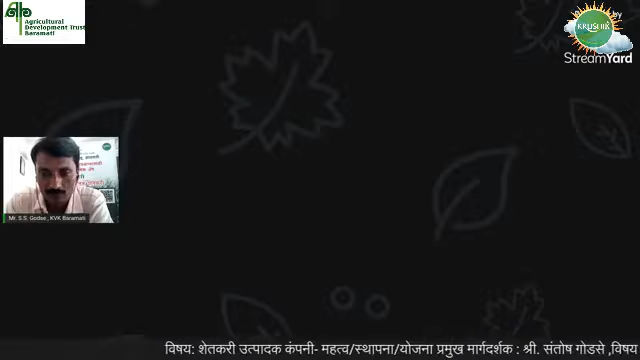 Agricultural
Development Trust
Baramati
KRUSHIK
StreamYard
Mr. S.S. Godse, KVK Baramati
विषय: शेतकरी उत्पादक कंपनी- महत्व/स्थापना/योजना प्रमुख मार्गदर्शक : श्री. संतोष गोडसे ,विषय